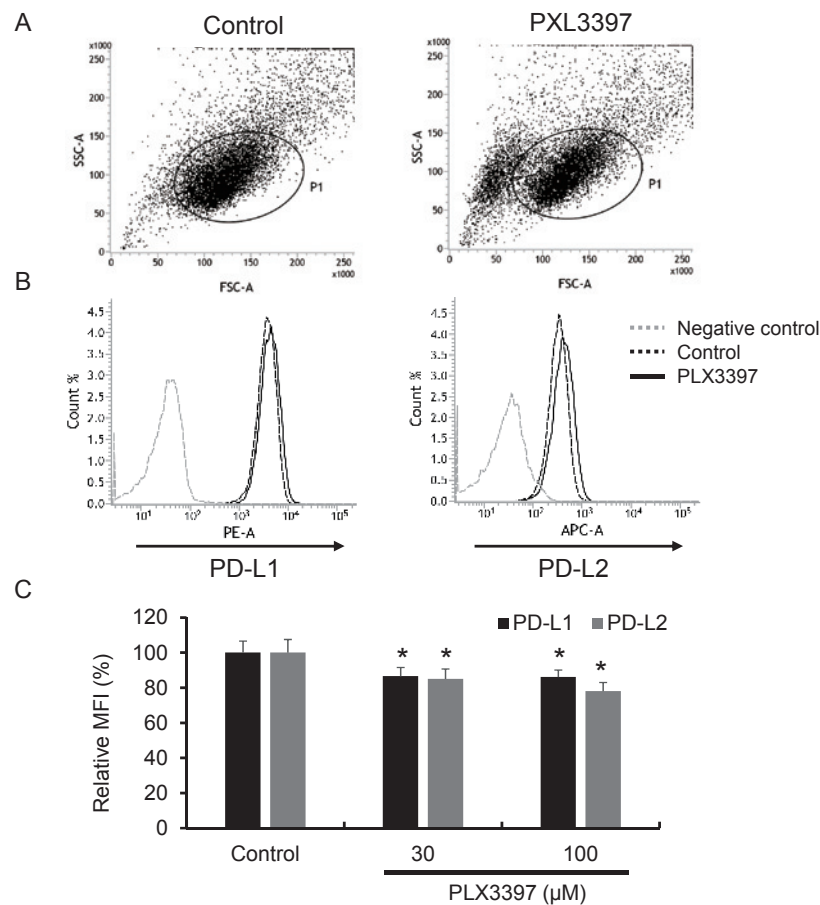 A
Control
PXL3397
x1000
250
200
150
100
50
0
SSC-A
P1
0 50 100 150 200 250
x1000
FSC-A
x1000
250
200
150
100
50
0
SSC-A
P1
0 50 100 150 200 250
x1000
FSC-A
B
4.5
4.0
3.5
3.0
2.5
2.0
1.5
1.0
0.5
0.0
Count %
10¹ 10² 10³ 10⁴ 10⁵
PE-A
PD-L1
4.5
4.0
3.5
3.0
2.5
2.0
1.5
1.0
0.5
0.0
Count %
10¹ 10² 10³ 10⁴ 10⁵
APC-A
PD-L2
Negative control
Control
PLX3397
C
120
100
80
60
40
20
0
Relative MFI (%)
PD-L1 PD-L2
* * * *
Control 30 100
PLX3397 (μM)